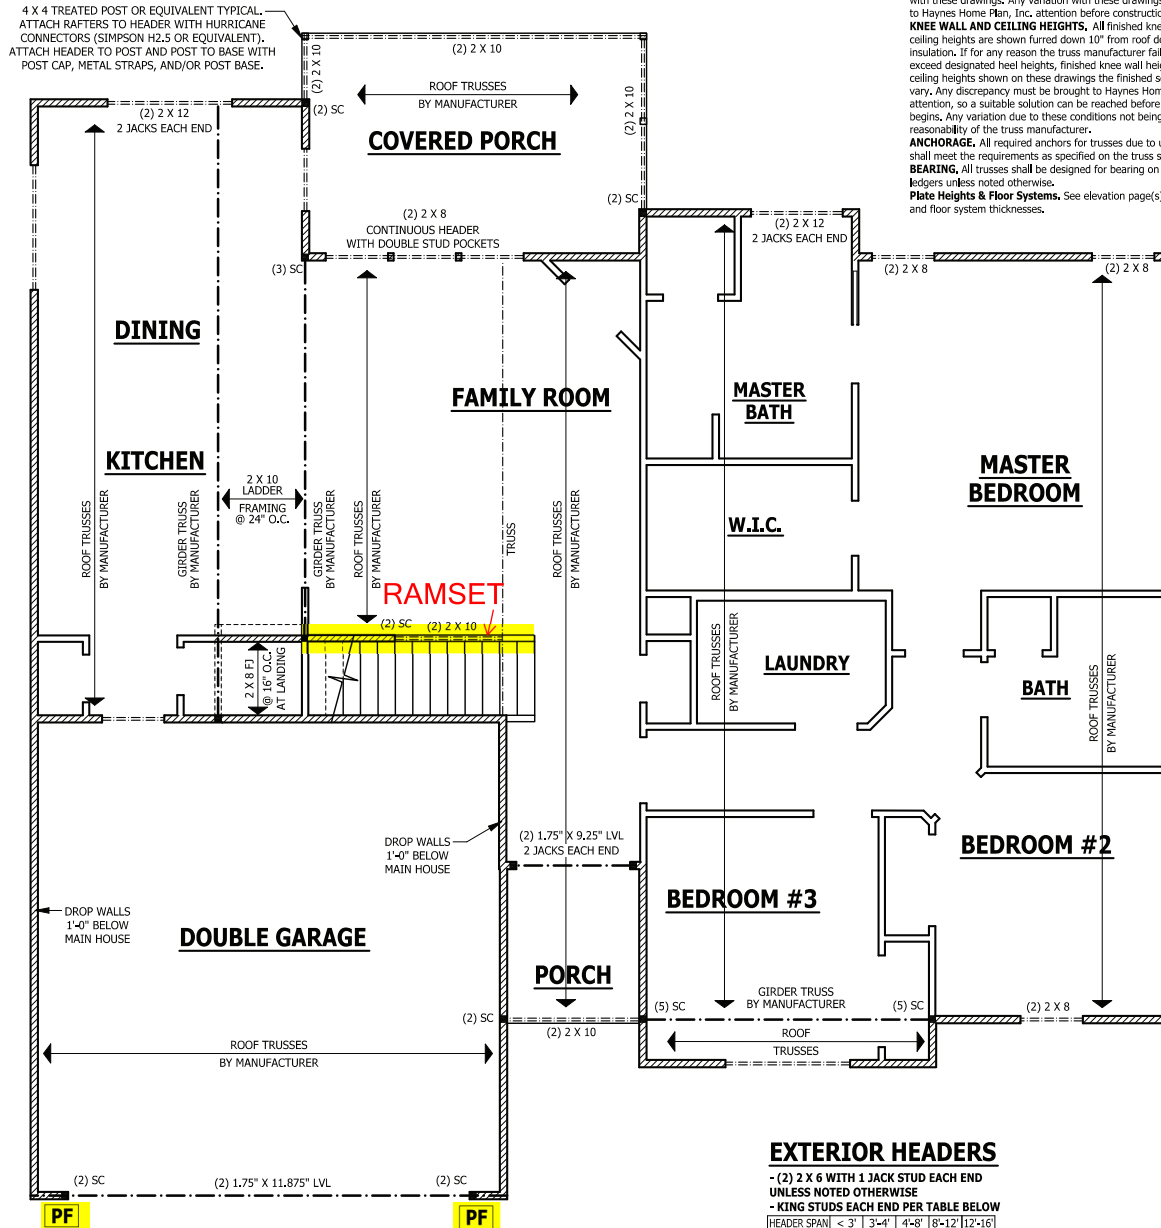 4 X 4 TREATED POST OR EQUIVALENT TYPICAL.
ATTACH RAFTERS TO HEADER WITH HURRICANE
CONNECTORS (SIMPSON H2.5 OR EQUIVALENT).
ATTACH HEADER TO POST AND POST TO BASE WITH
POST CAP, METAL STRAPS, AND/OR POST BASE.
with these drawings. Any variation with these drawings
to Haynes Home Plan, Inc. attention before constructio
KNEE WALL AND CEILING HEIGHTS. All finished kne
ceiling heights are shown furred down 10" from roof de
insulation. If for any reason the truss manufacturer fail
exceed designated heel heights, finished knee wall heig
ceiling heights shown on these drawings the finished s
vary. Any discrepancy must be brought to Haynes Hom
attention, so a suitable solution can be reached before
begins. Any variation due to these conditions not being
reasonability of the truss manufacturer.
ANCHORAGE. All required anchors for trusses due to u
shall meet the requirements as specified on the truss s
BEARING. All trusses shall be designed for bearing on
ledgers unless noted otherwise.
Plate Heights & Floor Systems. See elevation page(s)
and floor system thicknesses.
(2) 2 X 10
(2) 2 X 10
(2) 2 X 10
ROOF TRUSSES
BY MANUFACTURER
COVERED PORCH
(2) SC
(2) 2 X 12
2 JACKS EACH END
(2) SC
(2) 2 X 8
CONTINUOUS HEADER
WITH DOUBLE STUD POCKETS
(3) SC
(2) 2 X 12
2 JACKS EACH END
(2) 2 X 8
(2) 2 X 8
DINING
FAMILY ROOM
MASTER
BATH
KITCHEN
2 X 10
LADDER
FRAMING
@ 24" O.C.
MASTER
BEDROOM
W.I.C.
ROOF TRUSSES
BY MANUFACTURER
GIRDER TRUSS
BY MANUFACTURER
GIRDER TRUSS
BY MANUFACTURER
ROOF TRUSSES
BY MANUFACTURER
TRUSS
ROOF TRUSSES
BY MANUFACTURER
RAMSET
(2) SC
(2) 2 X 10
2 X 8 FJ
@ 16" O.C.
AT LANDING
ROOF TRUSSES
BY MANUFACTURER
LAUNDRY
BATH
ROOF TRUSSES
BY MANUFACTURER
DROP WALLS
1'-0" BELOW
MAIN HOUSE
(2) 1.75" X 9.25" LVL
2 JACKS EACH END
BEDROOM #2
BEDROOM #3
DROP WALLS
1'-0" BELOW
MAIN HOUSE
DOUBLE GARAGE
PORCH
GIRDER TRUSS
BY MANUFACTURER
(5) SC
(5) SC
(2) SC
(2) 2 X 10
(2) 2 X 8
ROOF TRUSSES
BY MANUFACTURER
ROOF
TRUSSES
(2) SC
(2) 1.75" X 11.875" LVL
(2) SC
PF
PF
EXTERIOR HEADERS
- (2) 2 X 6 WITH 1 JACK STUD EACH END
UNLESS NOTED OTHERWISE
- KING STUDS EACH END PER TABLE BELOW
HEADER SPAN < 3' 3'-4' 4'-8' 8'-12' 12'-16'